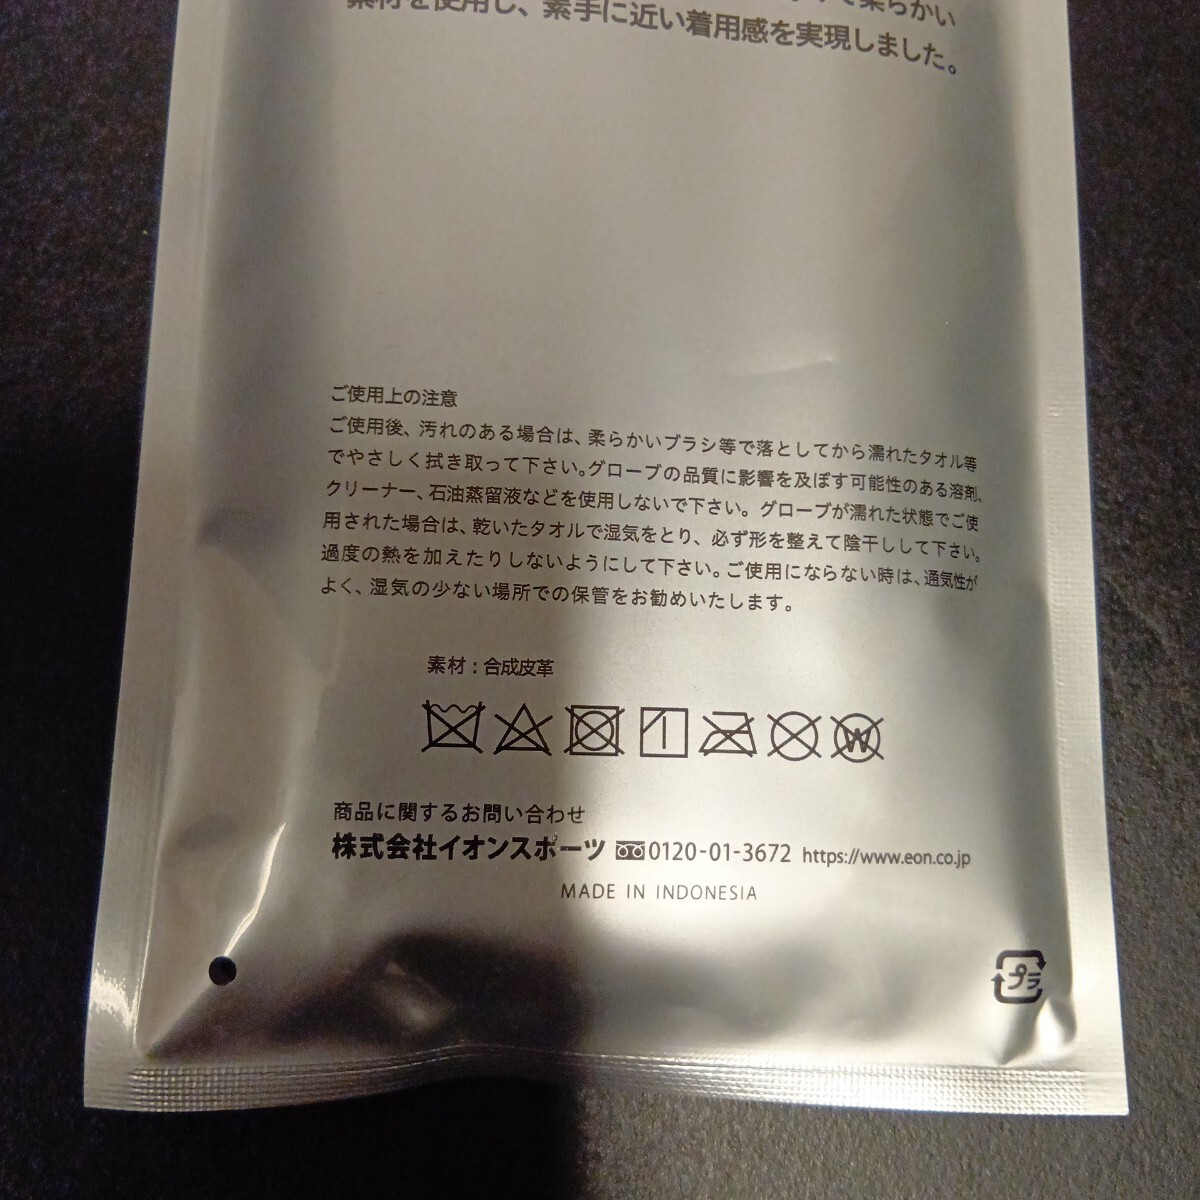 柔らかい
素材を使用し、素手に近い着用感を実現しました。
ご使用上の注意
ご使用後、汚れのある場合は、柔らかいブラシ等で落としてから濡れたタオル等
でやさしく拭き取って下さい。グローブの品質に影響を及ぼす可能性のある溶剤、
クリーナー、石油蒸留液などを使用しないで下さい。グローブが濡れた状態でご使
用された場合は、乾いたタオルで湿気をとり、必ず形を整えて陰干しして下さい。
過度の熱を加えたりしないようにして下さい。ご使用にならない時は、通気性が
よく、湿気の少ない場所での保管をお勧めいたします。
素材：合成皮革
W
商品に関するお問い合わせ
株式会社イオンスポーツ 0120-01-3672 https://www.eon.co.jp
MADE IN INDONESIA
プラ